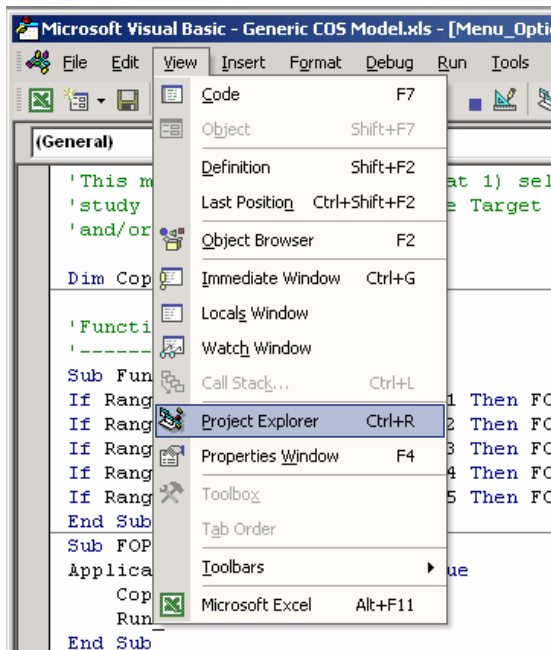 Microsoft Visual Basic - Generic COS Model.xls - [Menu_Opti
File Edit View Insert Format Debug Run Tools
(General)
Code F7
Object Shift+F7
Definition Shift+F2
Last Position Ctrl+Shift+F2
Object Browser F2
Immediate Window Ctrl+G
Locals Window
Watch Window
Call Stack... Ctrl+L
Project Explorer Ctrl+R
Properties Window F4
Toolbox
Tab Order
Toolbars
Microsoft Excel Alt+F11
'This m at 1) sel
'study e Target
'and/or
Dim Cop
'Functi
'------
Sub Fun
If Rang 1 Then FO
If Rang 2 Then FO
If Rang 3 Then FO
If Rang 4 Then FO
If Rang 5 Then FO
End Sub
Sub FOP
Applica ue
Cop
Run_
End Sub